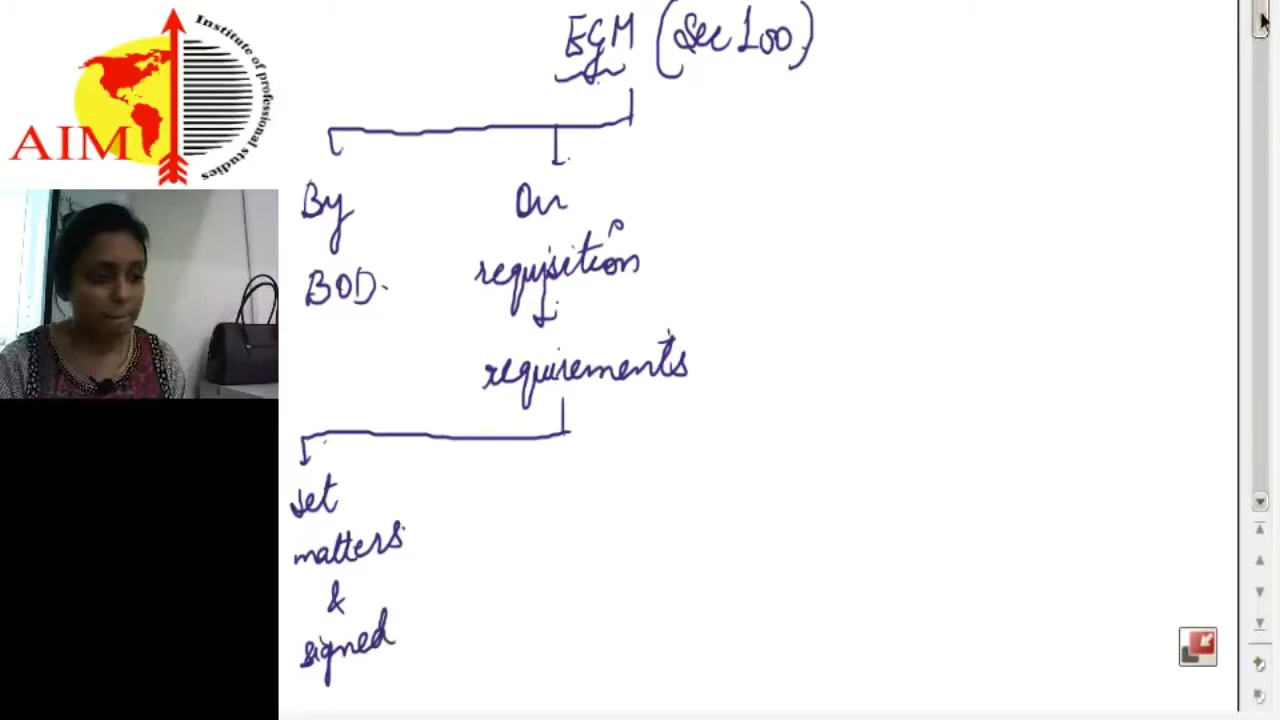 AIM
Institute of professional studies
EGM (Sec 100)
By
BOD.
On
requisition
requirements
set
matters
&
signed